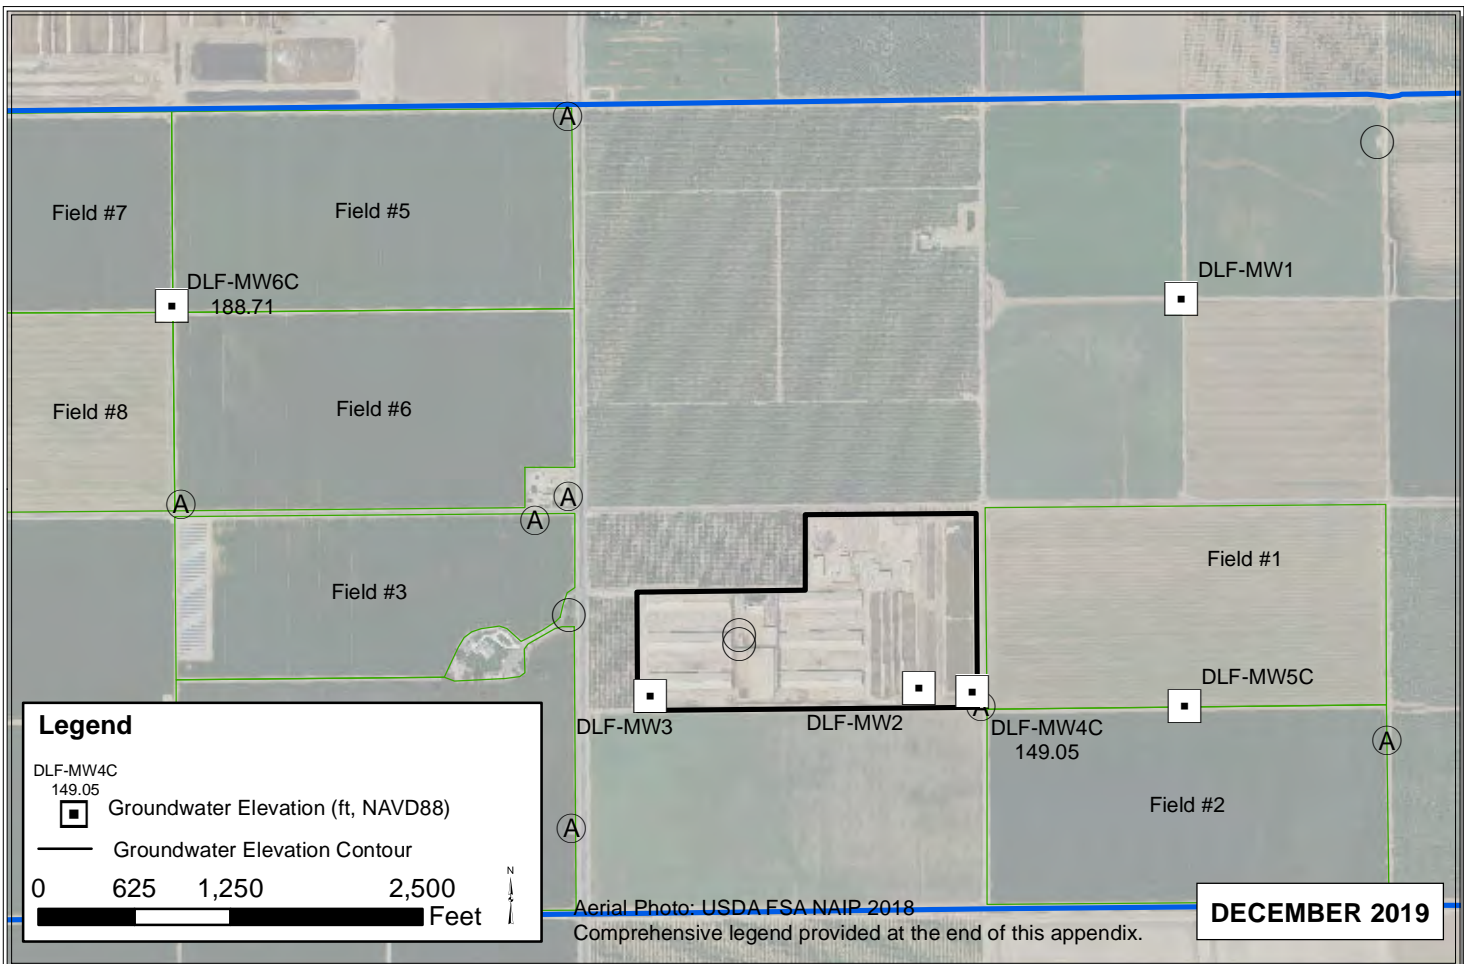 A
Field #7
Field #5
DLF-MW6C
188.71
DLF-MW1
Field #8
Field #6
A
A
A
Field #3
Field #1
DLF-MW5C
DLF-MW3
DLF-MW2
A
DLF-MW4C
149.05
A
Field #2
A
Legend
DLF-MW4C
149.05
Groundwater Elevation (ft, NAVD88)
Groundwater Elevation Contour
0 625 1,250 2,500
Feet
N
Aerial Photo: USDA FSA NAIP 2018
Comprehensive legend provided at the end of this appendix.
DECEMBER 2019